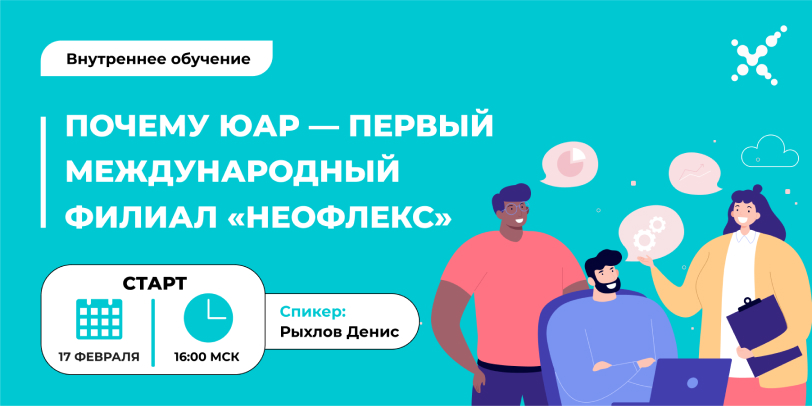 Внутреннее обучение
ПОЧЕМУ ЮАР — ПЕРВЫЙ
МЕЖДУНАРОДНЫЙ
ФИЛИАЛ «НЕОФЛЕКС»
СТАРТ
17 ФЕВРАЛЯ
16:00 МСК
Спикер:
Рыхлов Денис